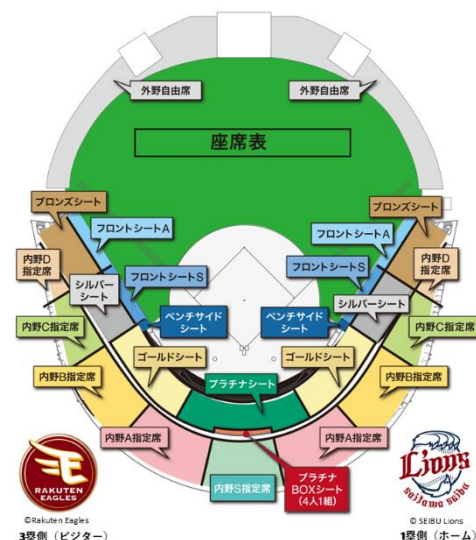 外野自由席
外野自由席
座席表
ブロンズシート
ブロンズシート
フロントシートA
フロントシートA
内野D
指定席
内野D
指定席
フロントシートS
フロントシートS
シルバー
シート
シルバーシート
ベンチサイド
シート
ベンチサイド
シート
内野C指定席
内野C指定席
ゴールドシート
ゴールドシート
内野B指定席
内野B指定席
プラチナシート
内野A指定席
内野A指定席
内野S指定席
プラチナ
BOXシート
(4人1組)
RAKUTEN
EAGLES
Lions
saitama seibu
©Rakuten Eagles
© SEIBU Lions
3塁側（ビジター）
1塁側（ホーム）